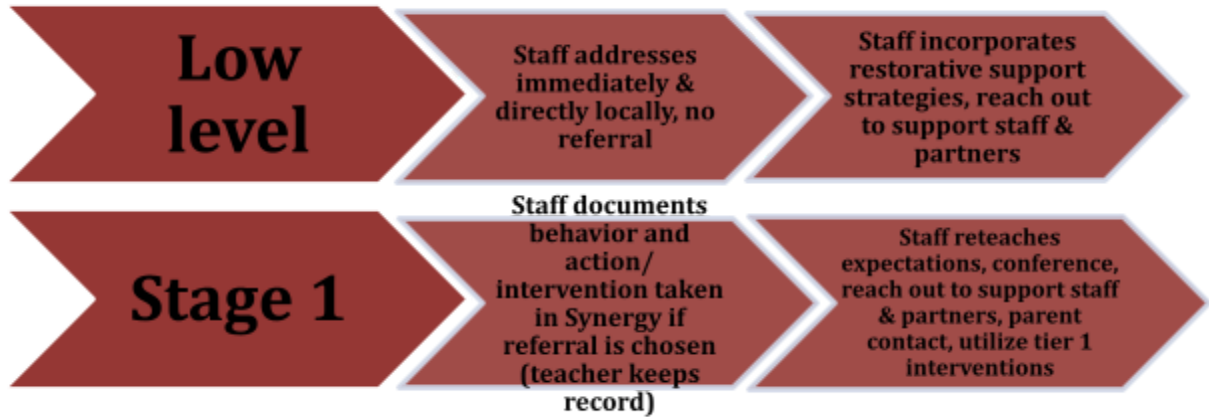 Low
level
Staff addresses
immediately &
directly locally, no
referral
Staff incorporates
restorative support
strategies, reach out
to support staff &
partners
Stage 1
Staff documents
behavior and
action/
intervention taken
in Synergy if
referral is chosen
(teacher keeps
record)
Staff reteaches
expectations, conference,
reach out to support staff
& partners, parent
contact, utilize tier 1
interventions